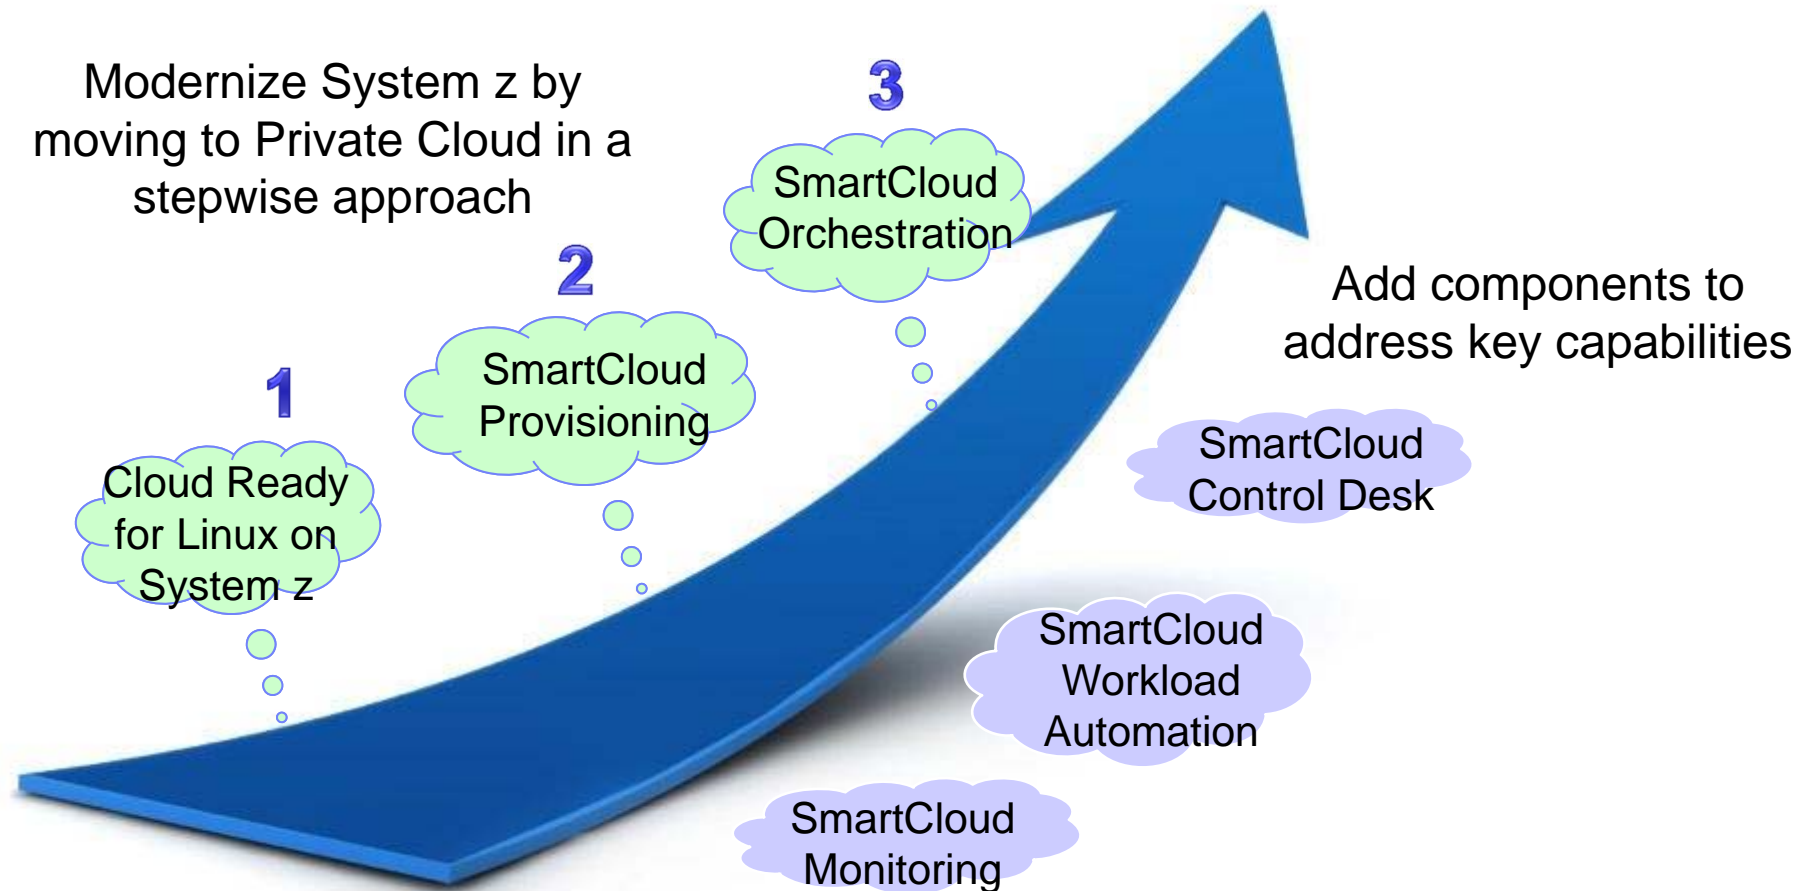 Modernize System z by
moving to Private Cloud in a
stepwise approach
1
Cloud Ready
for Linux on
System z
2
SmartCloud
Provisioning
3
SmartCloud
Orchestration
Add components to
address key capabilities
SmartCloud
Control Desk
SmartCloud
Workload
Automation
SmartCloud
Monitoring